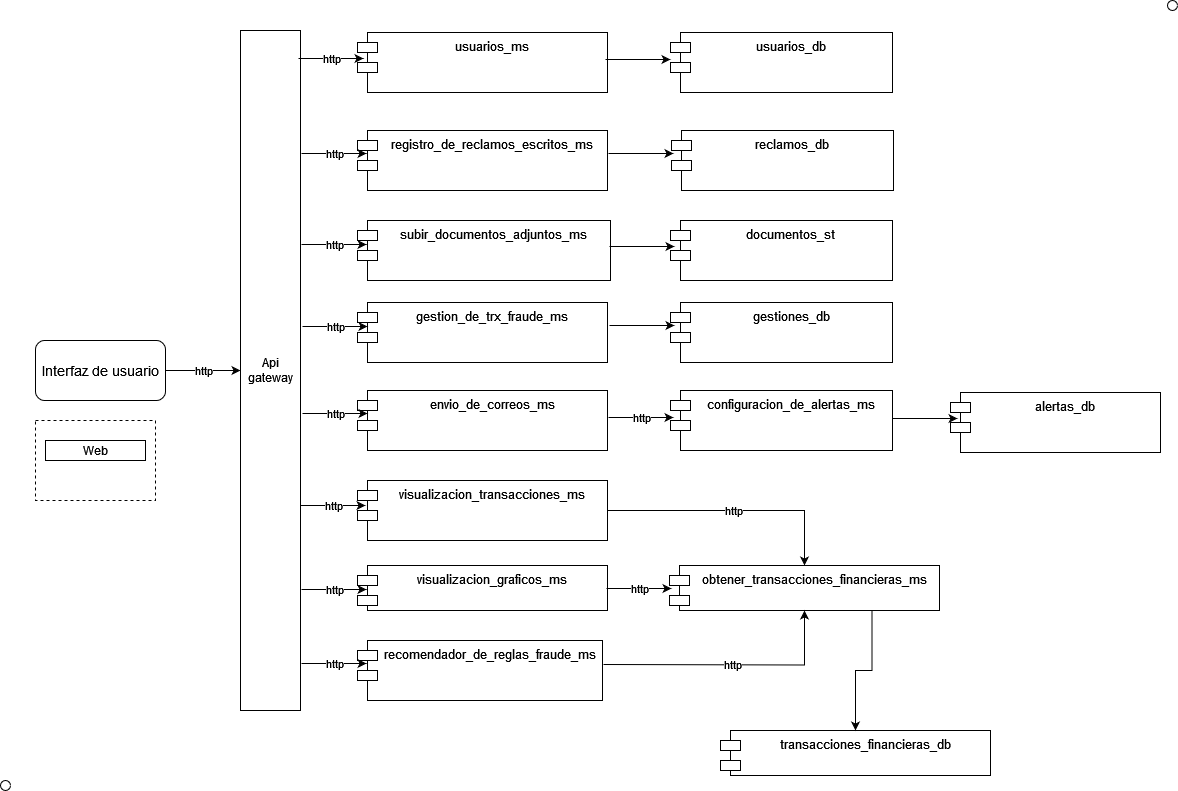 http
usuarios_ms
usuarios_db
http
registro_de_reclamos_escritos_ms
reclamos_db
http
subir_documentos_adjuntos_ms
documentos_st
http
gestion_de_trx_fraude_ms
gestiones_db
Interfaz de usuario
http
Api
gateway
http
envio_de_correos_ms
http
configuracion_de_alertas_ms
alertas_db
Web
http
visualizacion_transacciones_ms
http
http
visualizacion_graficos_ms
http
obtener_transacciones_financieras_ms
http
recomendador_de_reglas_fraude_ms
http
transacciones_financieras_db